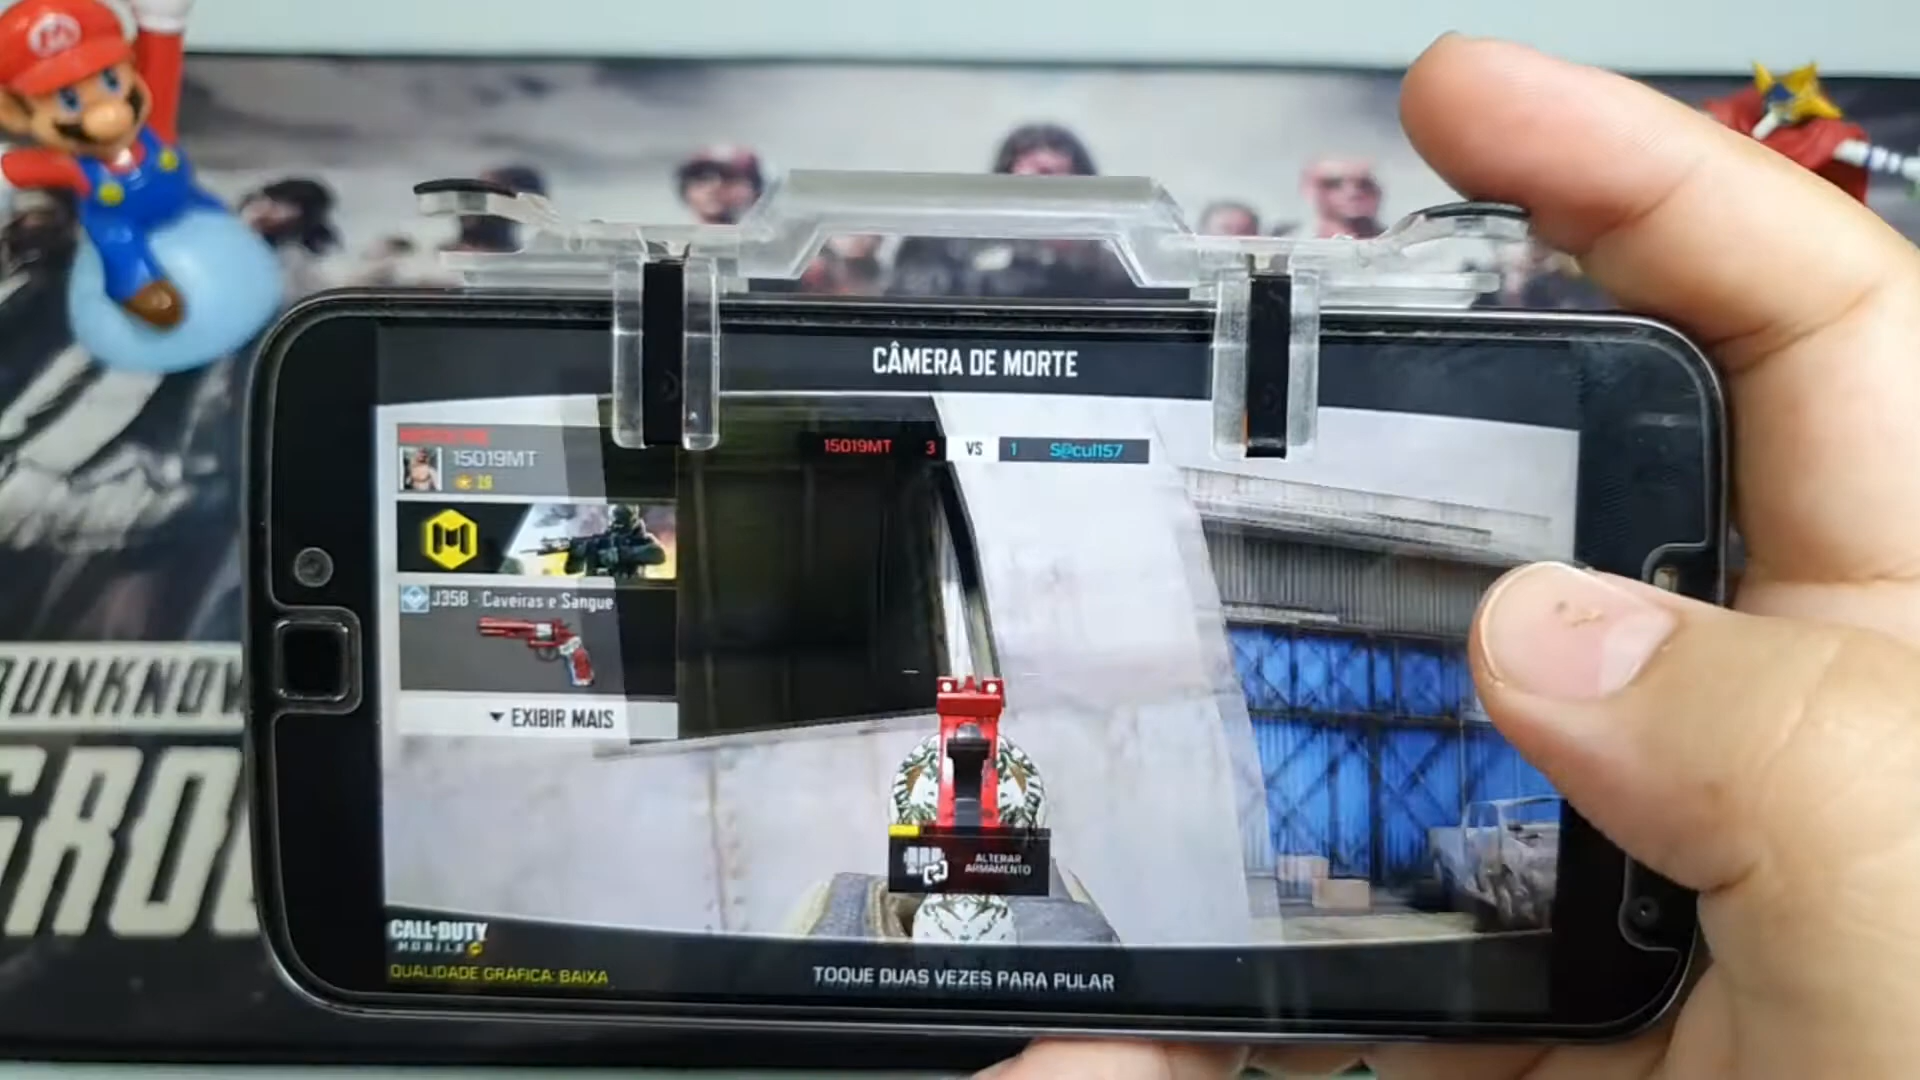 CÂMERA DE MORTE
15019MT 3 VS 1 S@cul157
15019MT
19
J358 - Caveiras e Sangue
EXIBIR MAIS
ALTERAR
ARMAMENTO
CALL OF DUTY
MOBILE
QUALIDADE GRÁFICA: BAIXA
TOQUE DUAS VEZES PARA PULAR
M